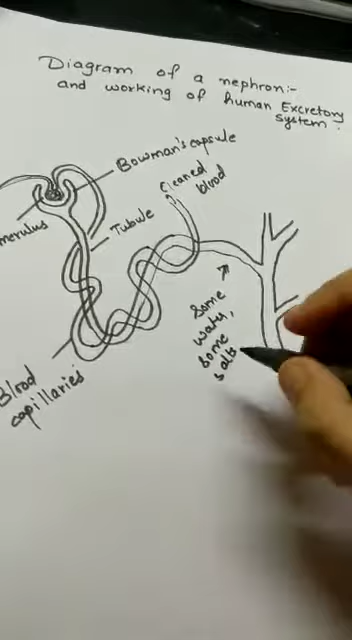 Diagram of a nephron:-
and working of human Excretory
system:
Bowman's capsule
Cleaned
blood
merulus
Tubule
Some
water,
some
salts
Blood
capillaries